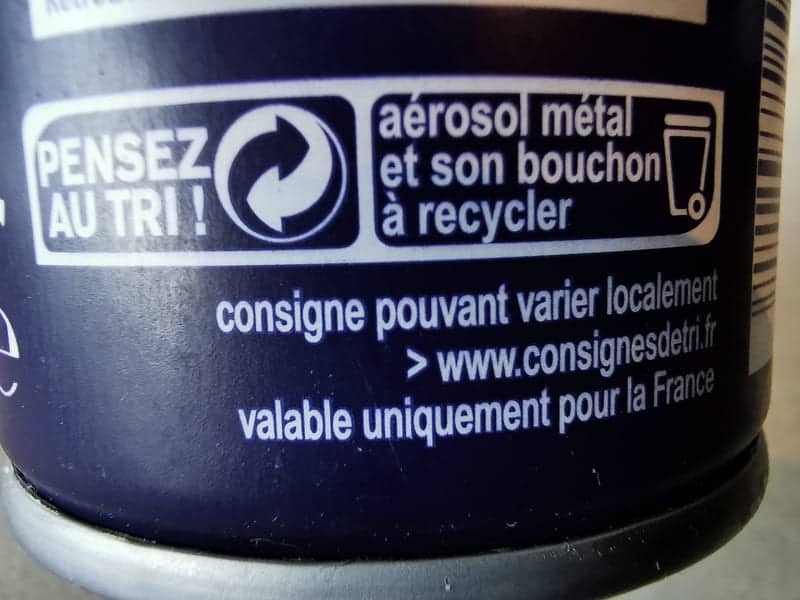 PENSEZ
AU TRI !
aérosol métal
et son bouchon
à recycler
consigne pouvant varier localement
> www.consignesdetri.fr
valable uniquement pour la France
e